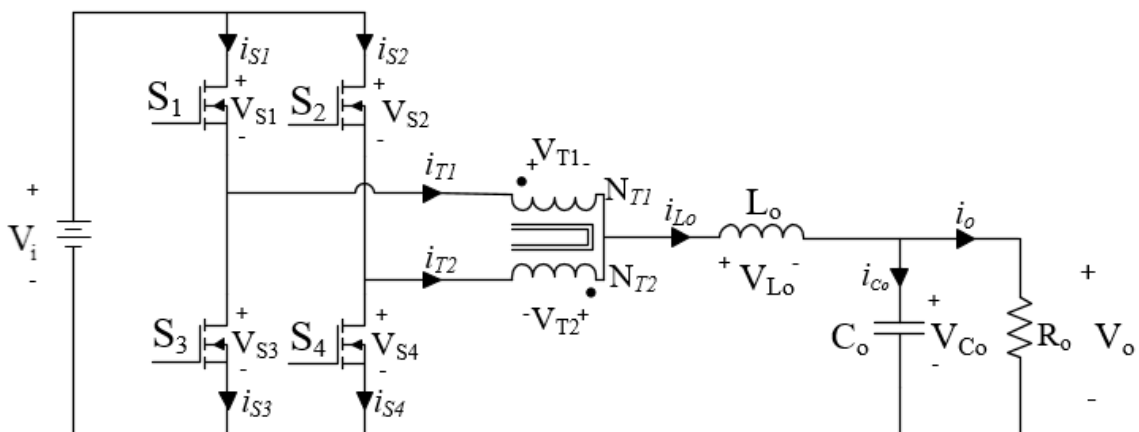 i_S1
i_S2
S_1
+
V_S1
-
S_2
+
V_S2
-
+
V_i
-
i_T1
+ V_T1 -
N_T1
i_T2
N_T2
- V_T2 +
i_Lo
L_o
+ V_Lo -
i_o
i_Co
C_o
+
V_Co
-
R_o
+
V_o
-
S_3
+
V_S3
-
S_4
+
V_S4
-
i_S3
i_S4